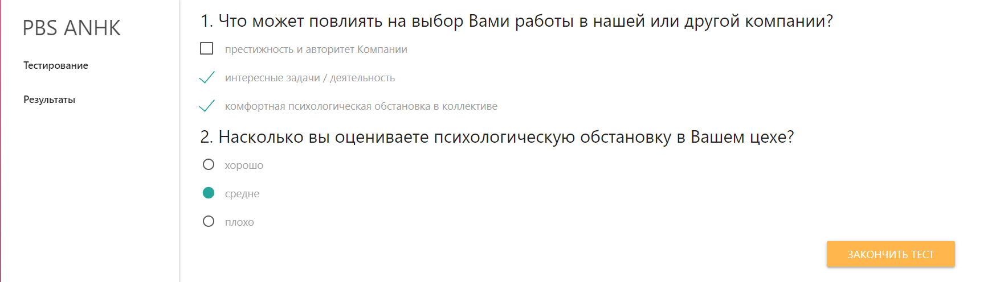 PBS ANHK
Тестирование
Результаты
1. Что может повлиять на выбор Вами работы в нашей или другой компании?
престижность и авторитет Компании
интересные задачи / деятельность
комфортная психологическая обстановка в коллективе
2. Насколько вы оцениваете психологическую обстановку в Вашем цехе?
хорошо
средне
плохо
ЗАКОНЧИТЬ ТЕСТ